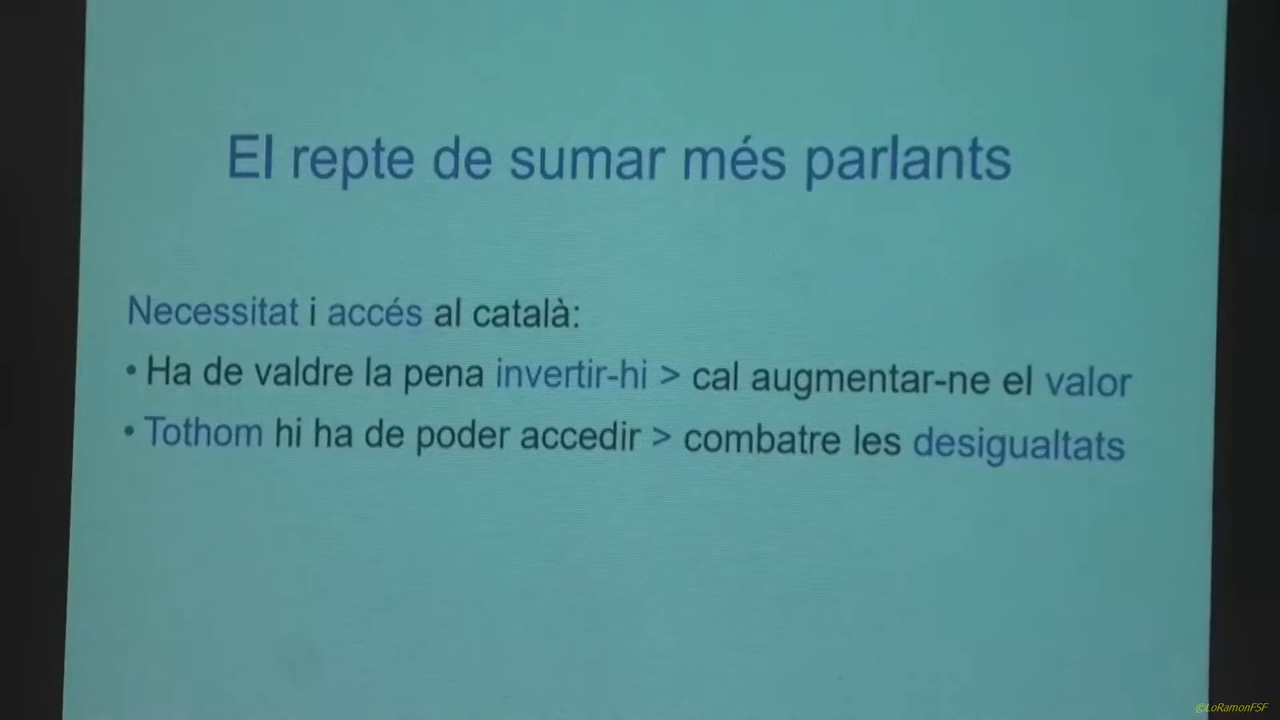 El repte de sumar més parlants
Necessitat i accés al català:
• Ha de valdre la pena invertir-hi > cal augmentar-ne el valor
• Tothom hi ha de poder accedir > combatre les desigualtats
©LoRamonFSF